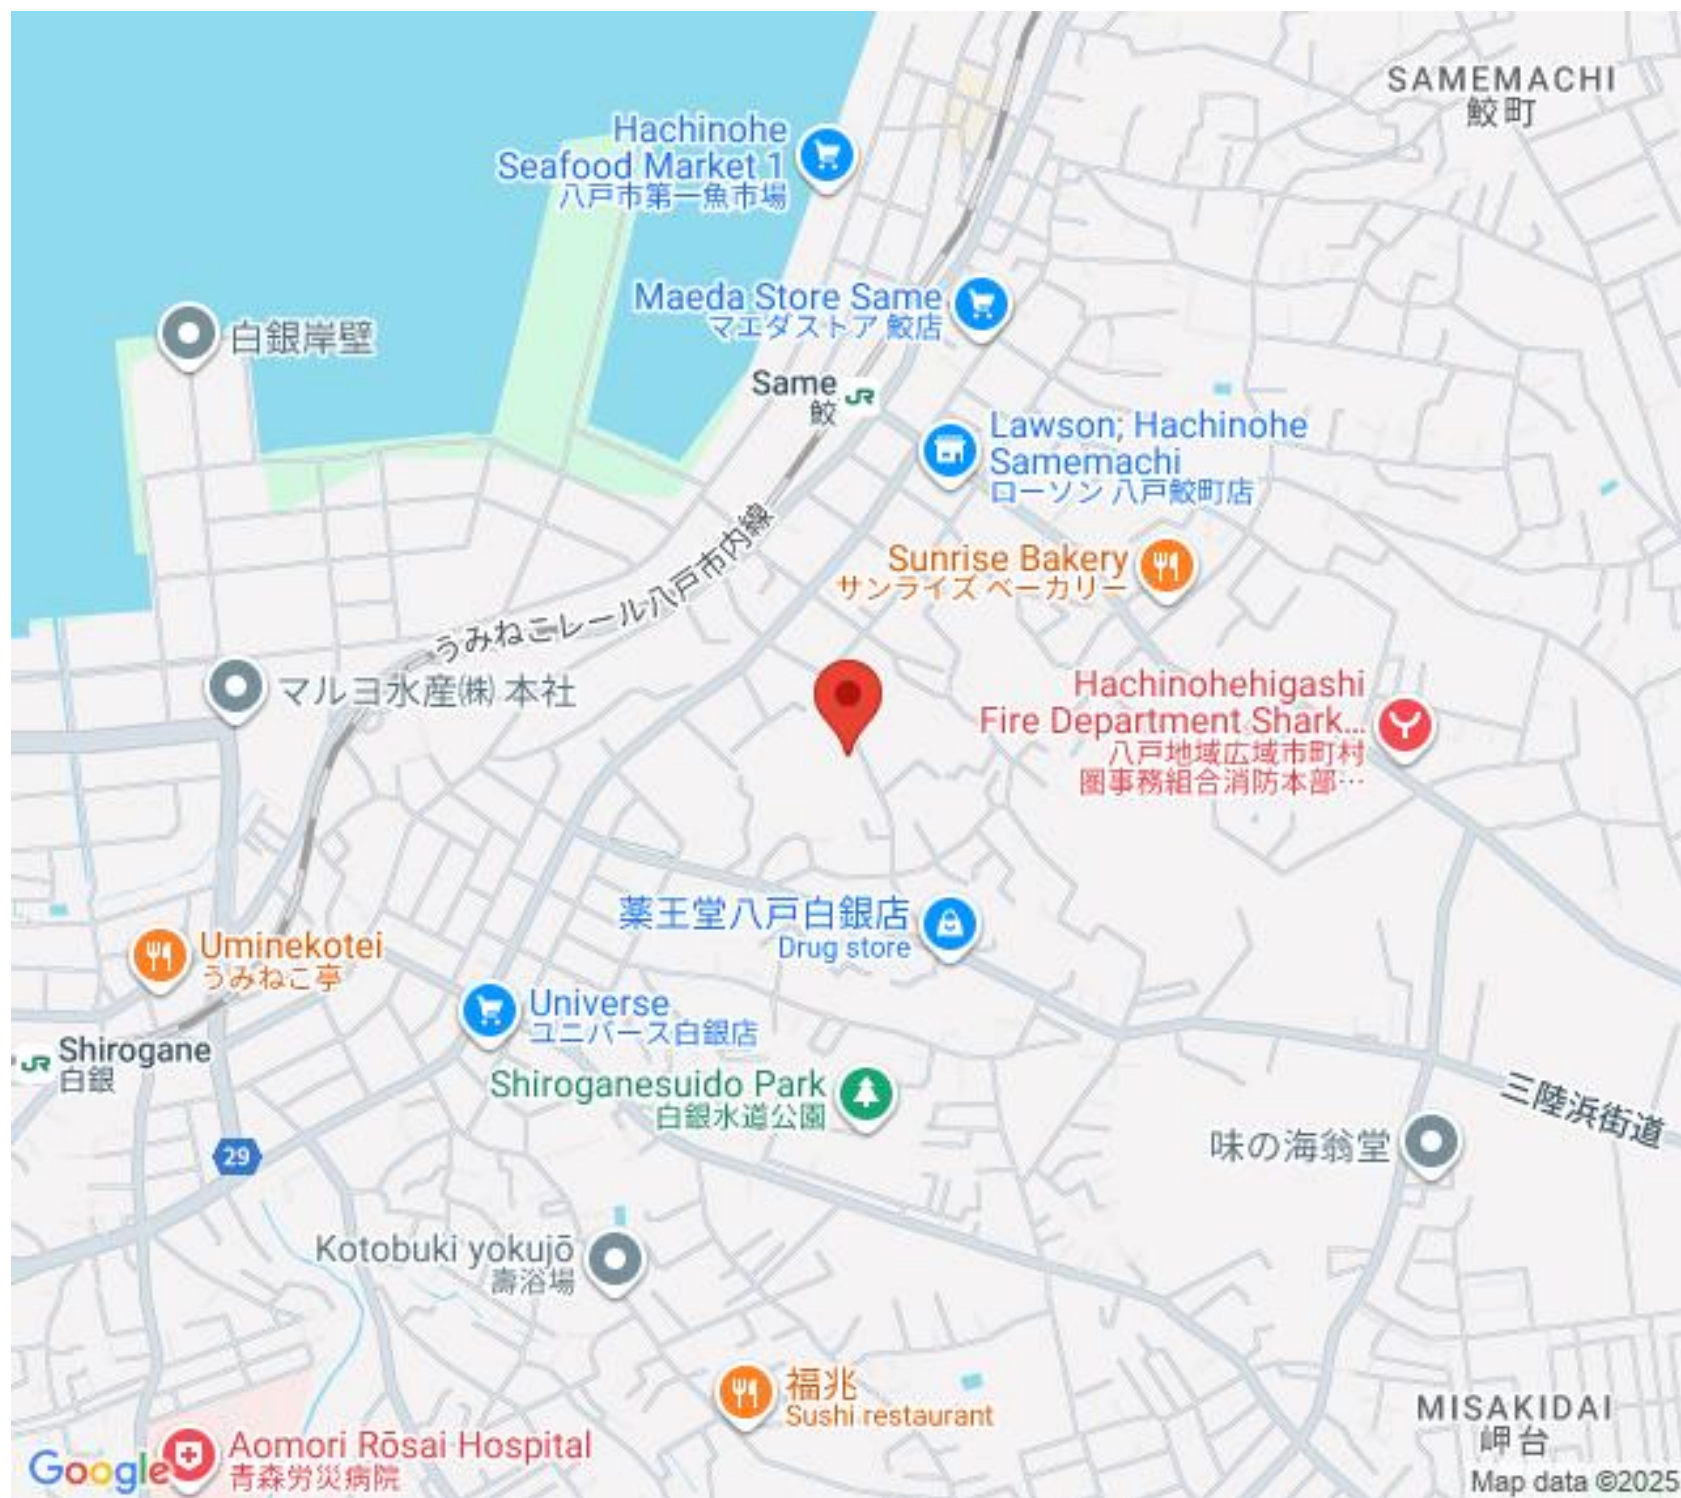 SAMEMACHI
鮫町
Hachinohe
Seafood Market 1
八戸市第一魚市場
Maeda Store Same
マエダストア 鮫店
白銀岸壁
Same
鮫
JR
Lawson; Hachinohe
Samemachi
ローソン 八戸鮫町店
うみねこレール八戸市内線
Sunrise Bakery
サンライズ ベーカリー
マルヨ水産㈱ 本社
Hachinohehigashi
Fire Department Shark...
八戸地域広域市町村
圏事務組合消防本部…
薬王堂八戸白銀店
Drug store
Uminekotei
うみねこ亭
Universe
ユニバース白銀店
JR
Shirogane
白銀
Shiroganesuido Park
白銀水道公園
三陸浜街道
味の海翁堂
29
Kotobuki yokujō
壽浴場
福兆
Sushi restaurant
MISAKIDAI
岬台
Aomori Rōsai Hospital
青森労災病院
Google
Map data ©2025